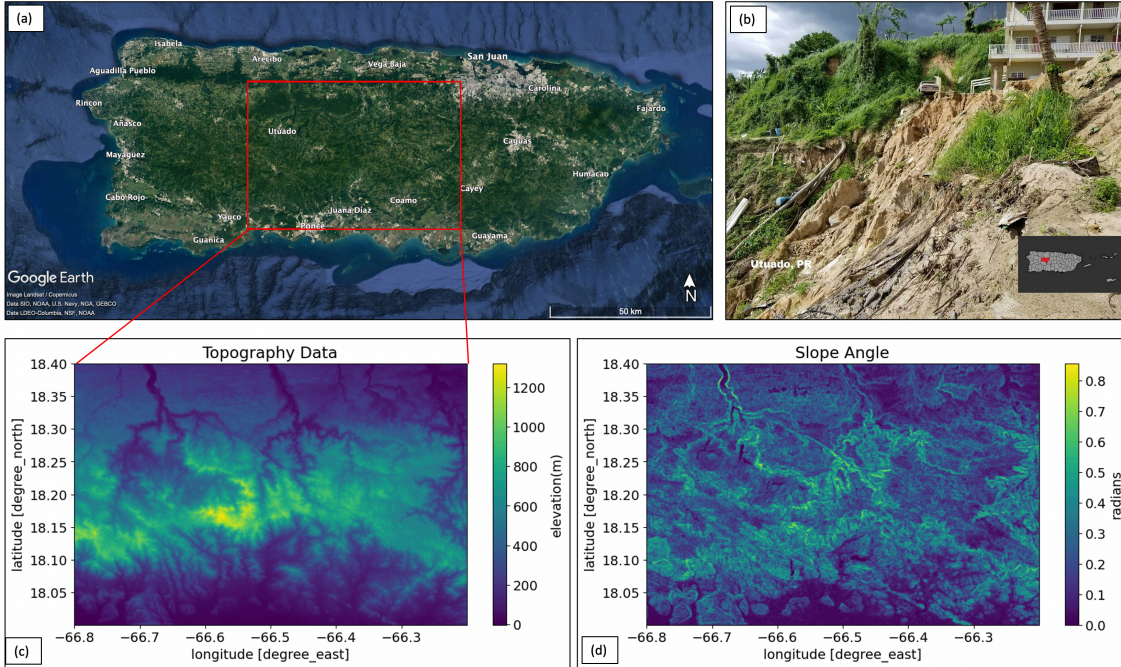 (a)
Isabela
Arecibo
San Juan
Vega Baja
Aguadilla Pueblo
Carolina
Rincon
Fajardo
Añasco
Utuado
Caguas
Mayagüez
Humacao
Cayey
Cabo Rojo
Coamo
Juana Diaz
Yauco
Ponce
Guanica
Guayama
Google Earth
Image Landsat / Copernicus
Data SIO, NOAA, U.S. Navy, NGA, GEBCO
Data LDEO-Columbia, NSF, NOAA
N
50 km
(b)
Utuado, PR
Topography Data
18.40
18.35
18.30
18.25
18.20
18.15
18.10
18.05
latitude [degree_north]
−66.8 −66.7 −66.6 −66.5 −66.4 −66.3
longitude [degree_east]
1200
1000
800
600
400
200
0
elevation(m)
(c)
Slope Angle
18.40
18.35
18.30
18.25
18.20
18.15
18.10
18.05
latitude [degree_north]
−66.8 −66.7 −66.6 −66.5 −66.4 −66.3
longitude [degree_east]
0.8
0.7
0.6
0.5
0.4
0.3
0.2
0.1
0.0
radians
(d)